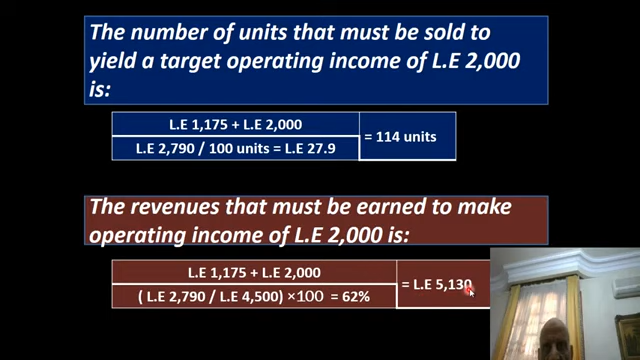 The number of units that must be sold to
yield a target operating income of L.E 2,000
is:
L.E 1,175 + L.E 2,000
L.E 2,790 / 100 units = L.E 27.9
= 114 units
The revenues that must be earned to make
operating income of L.E 2,000 is:
L.E 1,175 + L.E 2,000
( L.E 2,790 / L.E 4,500) ×100 = 62%
= L.E 5,130